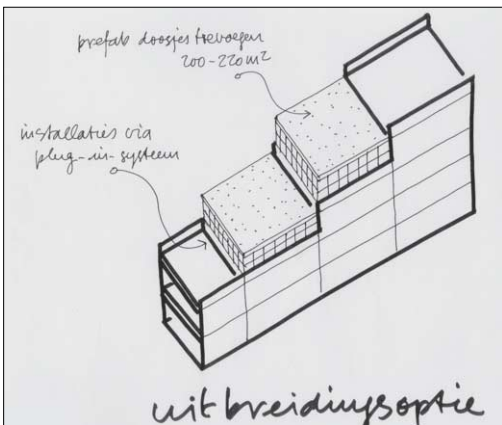 prefab doosjes toevoegen
200-220 m²
installaties via
plug-in-systeem
uitbreidingsoptie